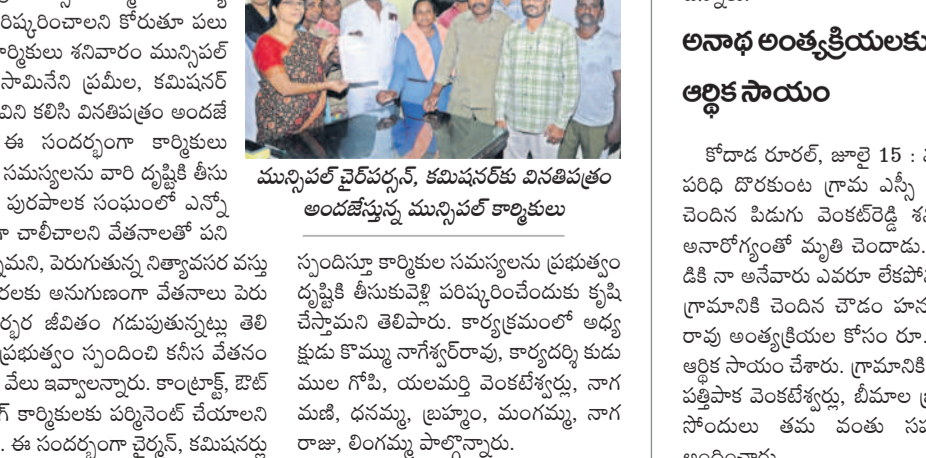 రిష్కరించాలని కోరుతూ పలు
ర్మికులు శనివారం మున్సిపల్
సామినేని ప్రమీల, కమిషనర్
విని కలిసి వినతిపత్రం అందజే
ఈ సందర్భంగా కార్మికులు
సమస్యలను వారి దృష్టికి తీసు
పురపాలక సంఘంలో ఎన్నో
గా చాలీచాలని వేతనాలతో పని
న్నామని, పెరుగుతున్న నిత్యావసర వస్తు
రలకు అనుగుణంగా వేతనాలు పెరు
ర్భర జీవితం గడుపుతున్నట్లు తెలి
ప్రభుత్వం స్పందించి కనీస వేతనం
వేలు ఇవ్వాలన్నారు. కాంట్రాక్ట్, ఔట్
గ్ కార్మికులకు పర్మినెంట్ చేయాలని
. ఈ సందర్భంగా చైర్మన్, కమిషనర్లు
మున్సిపల్ చైర్‌పర్సన్, కమిషనర్‌కు వినతిపత్రం
అందజేస్తున్న మున్సిపల్ కార్మికులు
స్పందిస్తూ కార్మికుల సమస్యలను ప్రభుత్వం
దృష్టికి తీసుకువెళ్లి పరిష్కరించేందుకు కృషి
చేస్తామని తెలిపారు. కార్యక్రమంలో అధ్య
క్షుడు కొమ్ము నాగేశ్వర్‌రావు, కార్యదర్శి కుడు
ముల గోపి, యలమర్తి వెంకటేశ్వర్లు, నాగ
మణి, ధనమ్మ, బ్రహ్మం, మంగమ్మ, నాగ
రాజు, లింగమ్మ పాల్గొన్నారు.
అనాథ అంత్యక్రియలకు
ఆర్థిక సాయం
కోదాడ రూరల్, జూలై 15 :
పరిధి దొరకుంట గ్రామ ఎస్సీ
చెందిన పిడుగు వెంకట్‌రెడ్డి
అనారోగ్యంతో మృతి చెందాడు.
డికి నా అనేవారు ఎవరూ లేకపో
గ్రామానికి చెందిన చౌడం హన
రావు అంత్యక్రియల కోసం రూ.
ఆర్థిక సాయం చేశారు. గ్రామానికి
పత్తిపాక వెంకటేశ్వర్లు, బీమాల
సోందులు తమ వంతు సహ